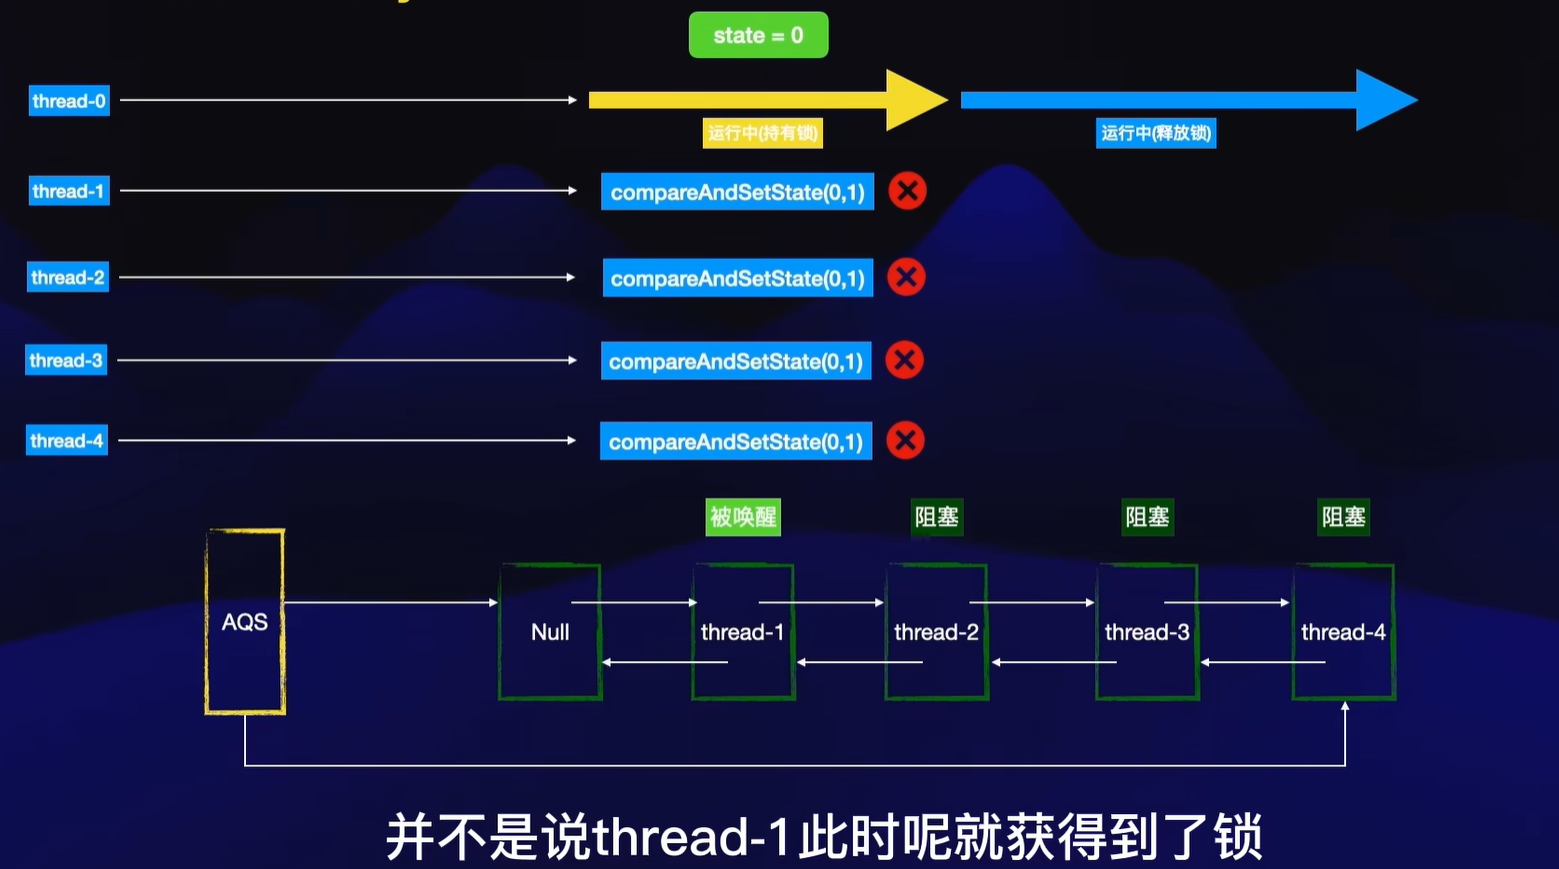 state = 0
thread-0
运行中(持有锁)
运行中(释放锁)
thread-1
compareAndSetState(0,1)
thread-2
compareAndSetState(0,1)
thread-3
compareAndSetState(0,1)
thread-4
compareAndSetState(0,1)
被唤醒
阻塞
阻塞
阻塞
AQS
Null
thread-1
thread-2
thread-3
thread-4
并不是说thread-1此时呢就获得到了锁